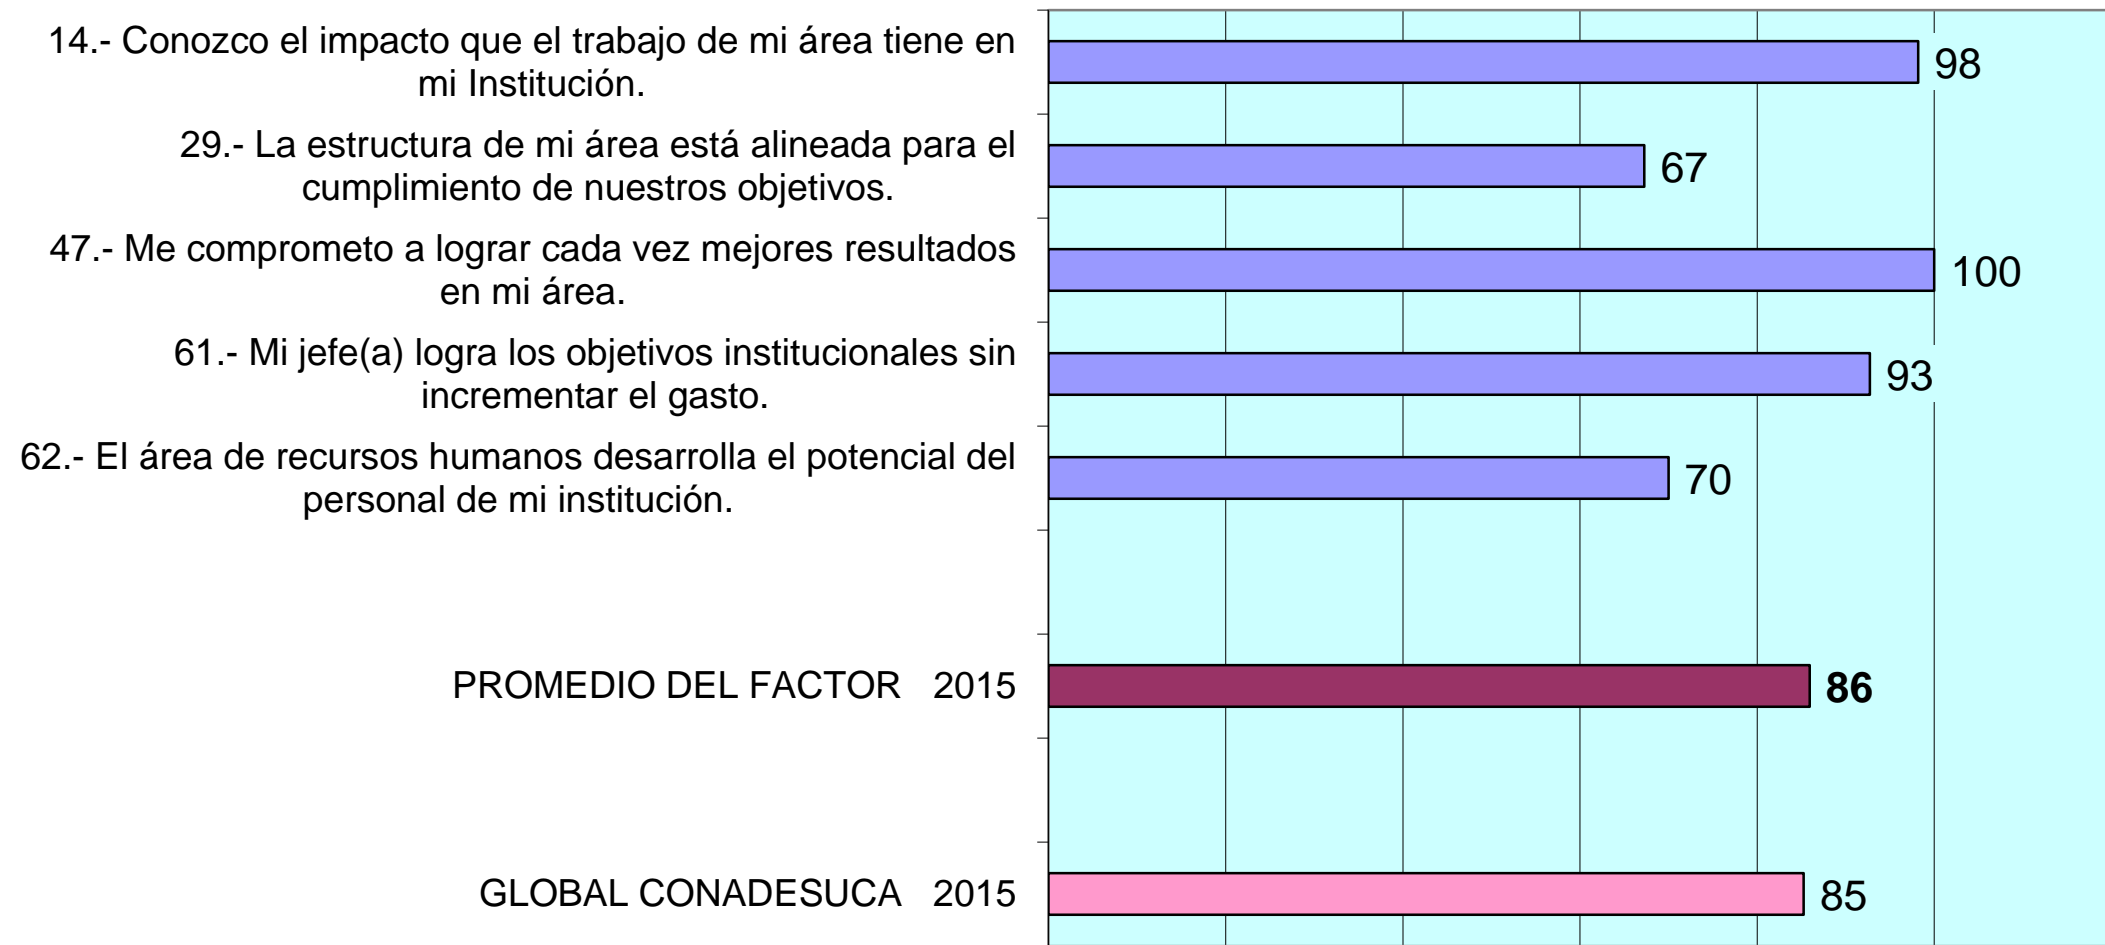 14.- Conozco el impacto que el trabajo de mi área tiene en
mi Institución.
98
29.- La estructura de mi área está alineada para el
cumplimiento de nuestros objetivos.
67
47.- Me comprometo a lograr cada vez mejores resultados
en mi área.
100
61.- Mi jefe(a) logra los objetivos institucionales sin
incrementar el gasto.
93
62.- El área de recursos humanos desarrolla el potencial del
personal de mi institución.
70
PROMEDIO DEL FACTOR 2015
86
GLOBAL CONADESUCA 2015
85